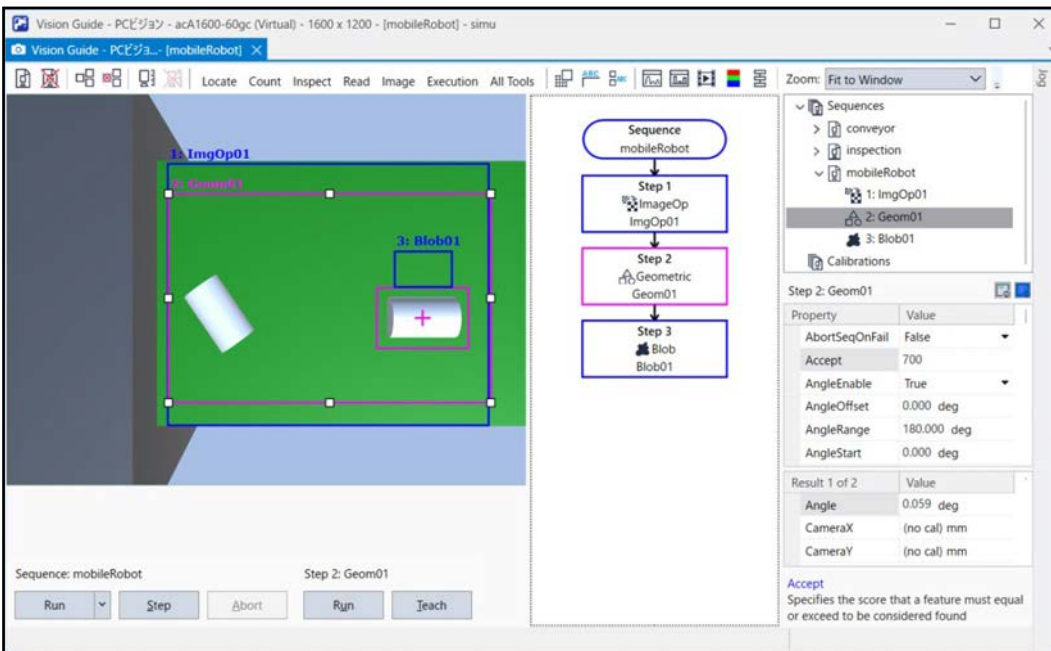 Vision Guide - PCビジョン - acA1600-60gc (Virtual) - 1600 x 1200 - [mobileRobot] - simu
Vision Guide - PCビジョ...- [mobileRobot]
Locate Count Inspect Read Image Execution All Tools
Zoom: Fit to Window
log
1: ImgOp01
2: Geom01
3: Blob01
Sequence
mobileRobot
Step 1
ImageOp
ImgOp01
Step 2
Geometric
Geom01
Step 3
Blob
Blob01
Sequences
conveyor
inspection
mobileRobot
1: ImgOp01
2: Geom01
3: Blob01
Calibrations
Step 2: Geom01
Property Value
AbortSeqOnFail False
Accept 700
AngleEnable True
AngleOffset 0.000 deg
AngleRange 180.000 deg
AngleStart 0.000 deg
Result 1 of 2 Value
Angle 0.059 deg
CameraX (no cal) mm
CameraY (no cal) mm
Accept
Specifies the score that a feature must equal
or exceed to be considered found
Sequence: mobileRobot
Run Step Abort
Step 2: Geom01
Run Teach